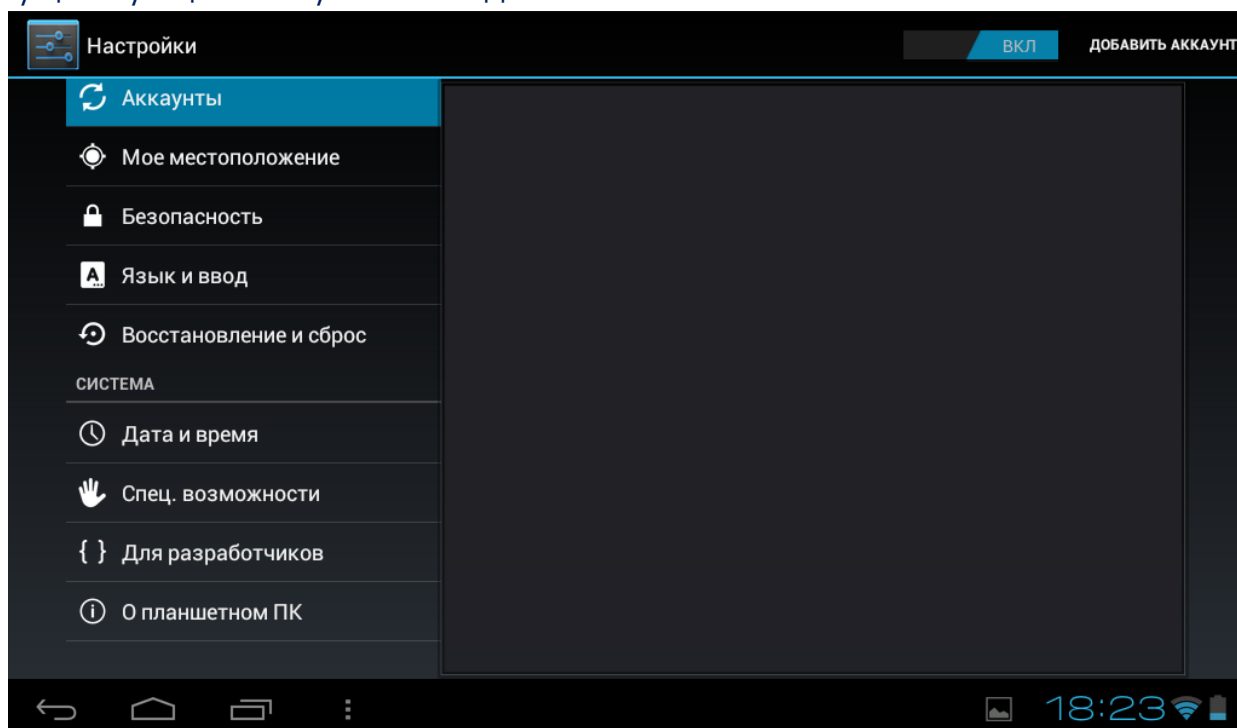 Настройки
ВКЛ
ДОБАВИТЬ АККАУНТ
Аккаунты
Мое местоположение
Безопасность
Язык и ввод
Восстановление и сброс
СИСТЕМА
Дата и время
Спец. возможности
{ } Для разработчиков
О планшетном ПК
18:23